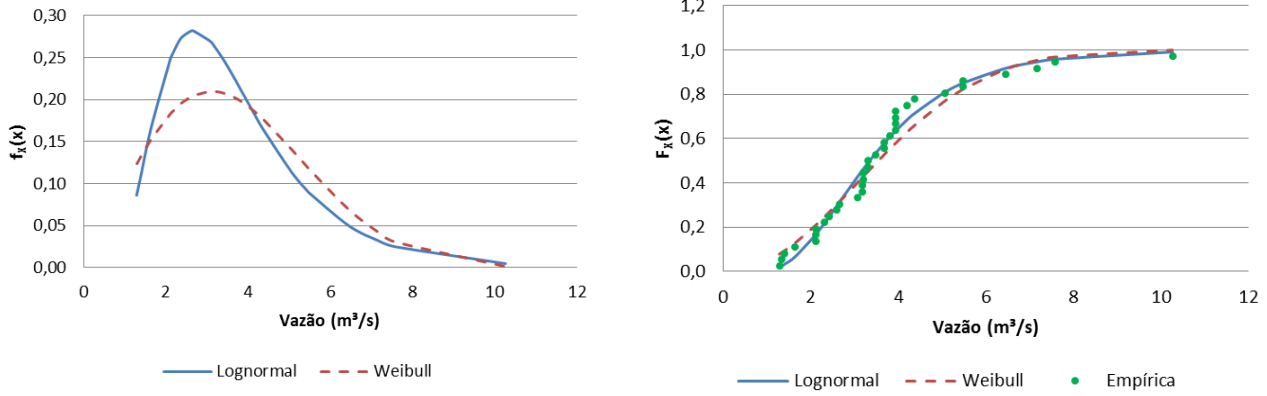 0,30
0,25
0,20
0,15
0,10
0,05
0,00
f_X(x)
0 2 4 6 8 10 12
Vazão (m³/s)
Lognormal Weibull
1,2
1,0
0,8
0,6
0,4
0,2
0,0
F_X(x)
0 2 4 6 8 10 12
Vazão (m³/s)
Lognormal Weibull Empírica